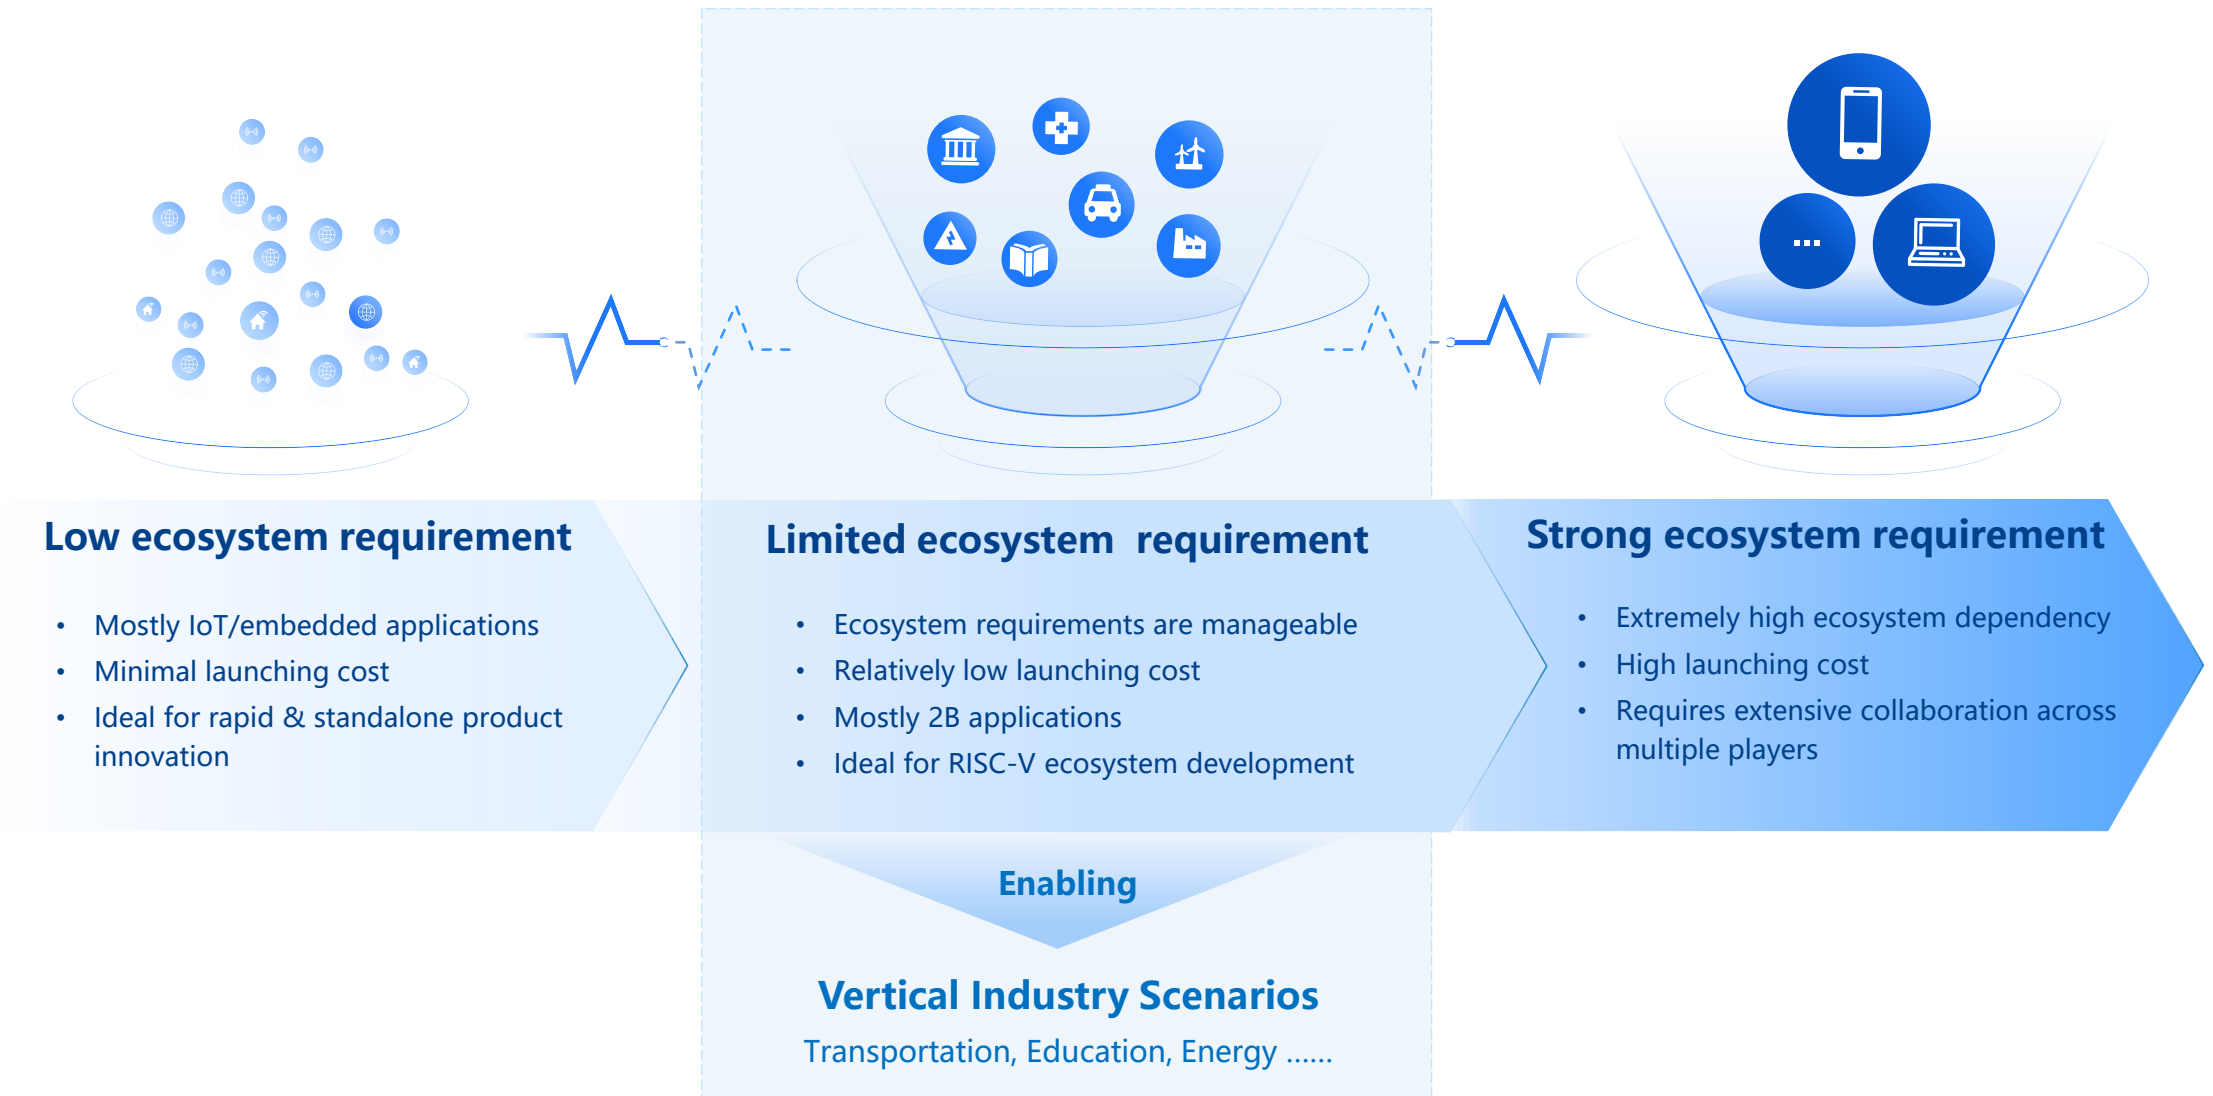 Low ecosystem requirement
• Mostly IoT/embedded applications
• Minimal launching cost
• Ideal for rapid & standalone product
innovation
Limited ecosystem  requirement
• Ecosystem requirements are manageable
• Relatively low launching cost
• Mostly 2B applications
• Ideal for RISC-V ecosystem development
Strong ecosystem requirement
• Extremely high ecosystem dependency
• High launching cost
• Requires extensive collaboration across
multiple players
Enabling
Vertical Industry Scenarios
Transportation, Education, Energy ......